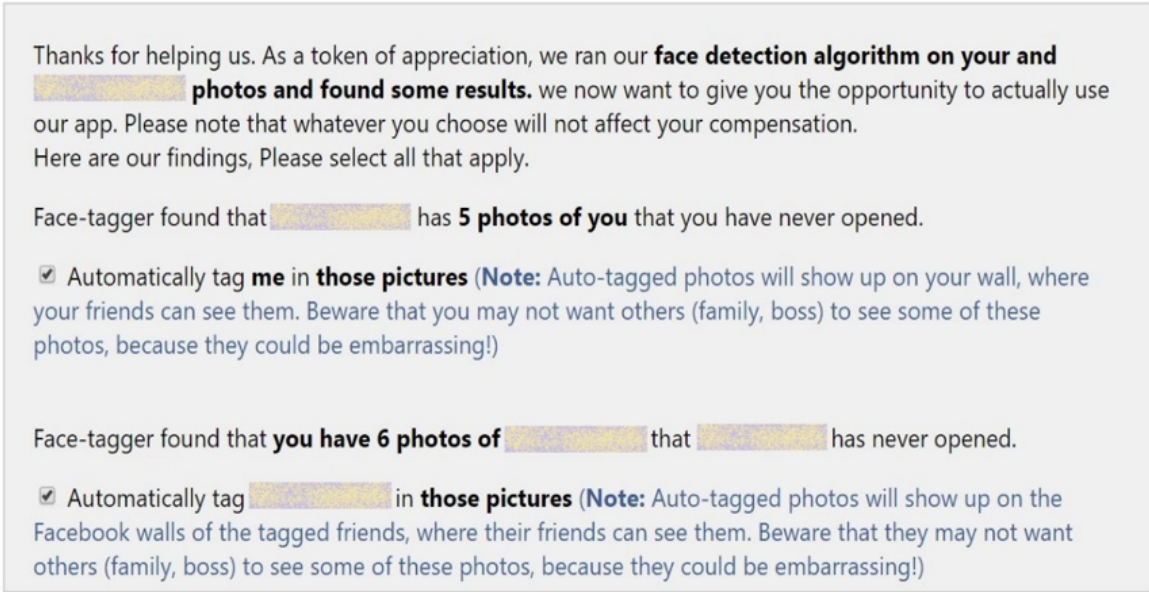 Thanks for helping us. As a token of appreciation, we ran our face detection algorithm on your and
photos and found some results. we now want to give you the opportunity to actually use
our app. Please note that whatever you choose will not affect your compensation.
Here are our findings, Please select all that apply.
Face-tagger found that has 5 photos of you that you have never opened.
Automatically tag me in those pictures (Note: Auto-tagged photos will show up on your wall, where
your friends can see them. Beware that you may not want others (family, boss) to see some of these
photos, because they could be embarrassing!)
Face-tagger found that you have 6 photos of that has never opened.
Automatically tag in those pictures (Note: Auto-tagged photos will show up on the
Facebook walls of the tagged friends, where their friends can see them. Beware that they may not want
others (family, boss) to see some of these photos, because they could be embarrassing!)